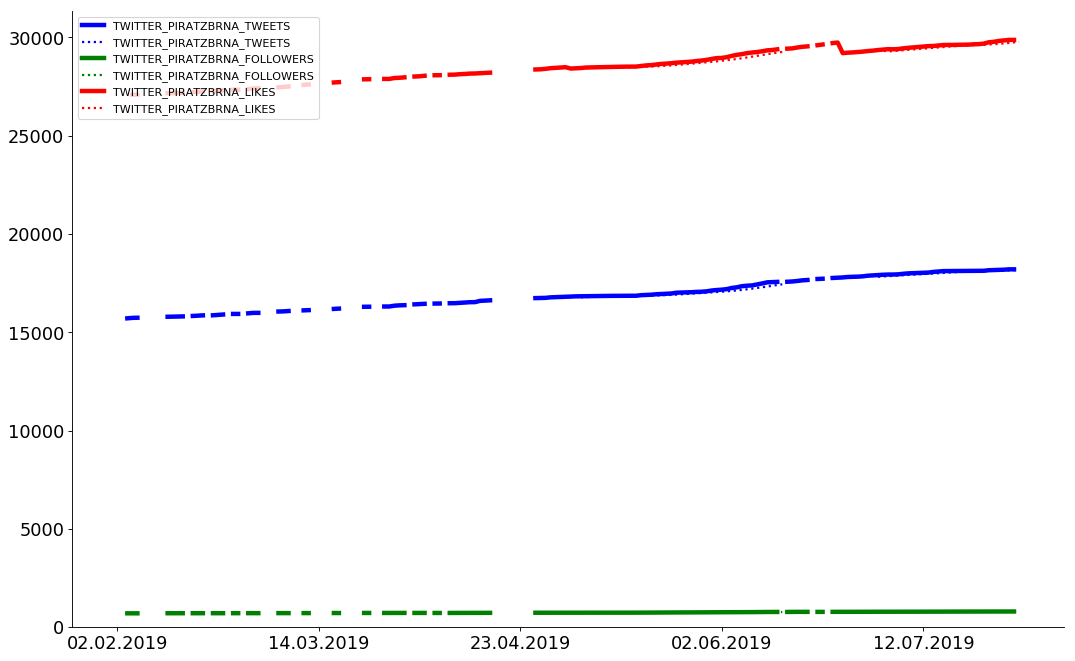 TWITTER_PIRATZBRNA_TWEETS
TWITTER_PIRATZBRNA_TWEETS
TWITTER_PIRATZBRNA_FOLLOWERS
TWITTER_PIRATZBRNA_FOLLOWERS
TWITTER_PIRATZBRNA_LIKES
TWITTER_PIRATZBRNA_LIKES
30000
25000
20000
15000
10000
5000
0
02.02.2019 14.03.2019 23.04.2019 02.06.2019 12.07.2019